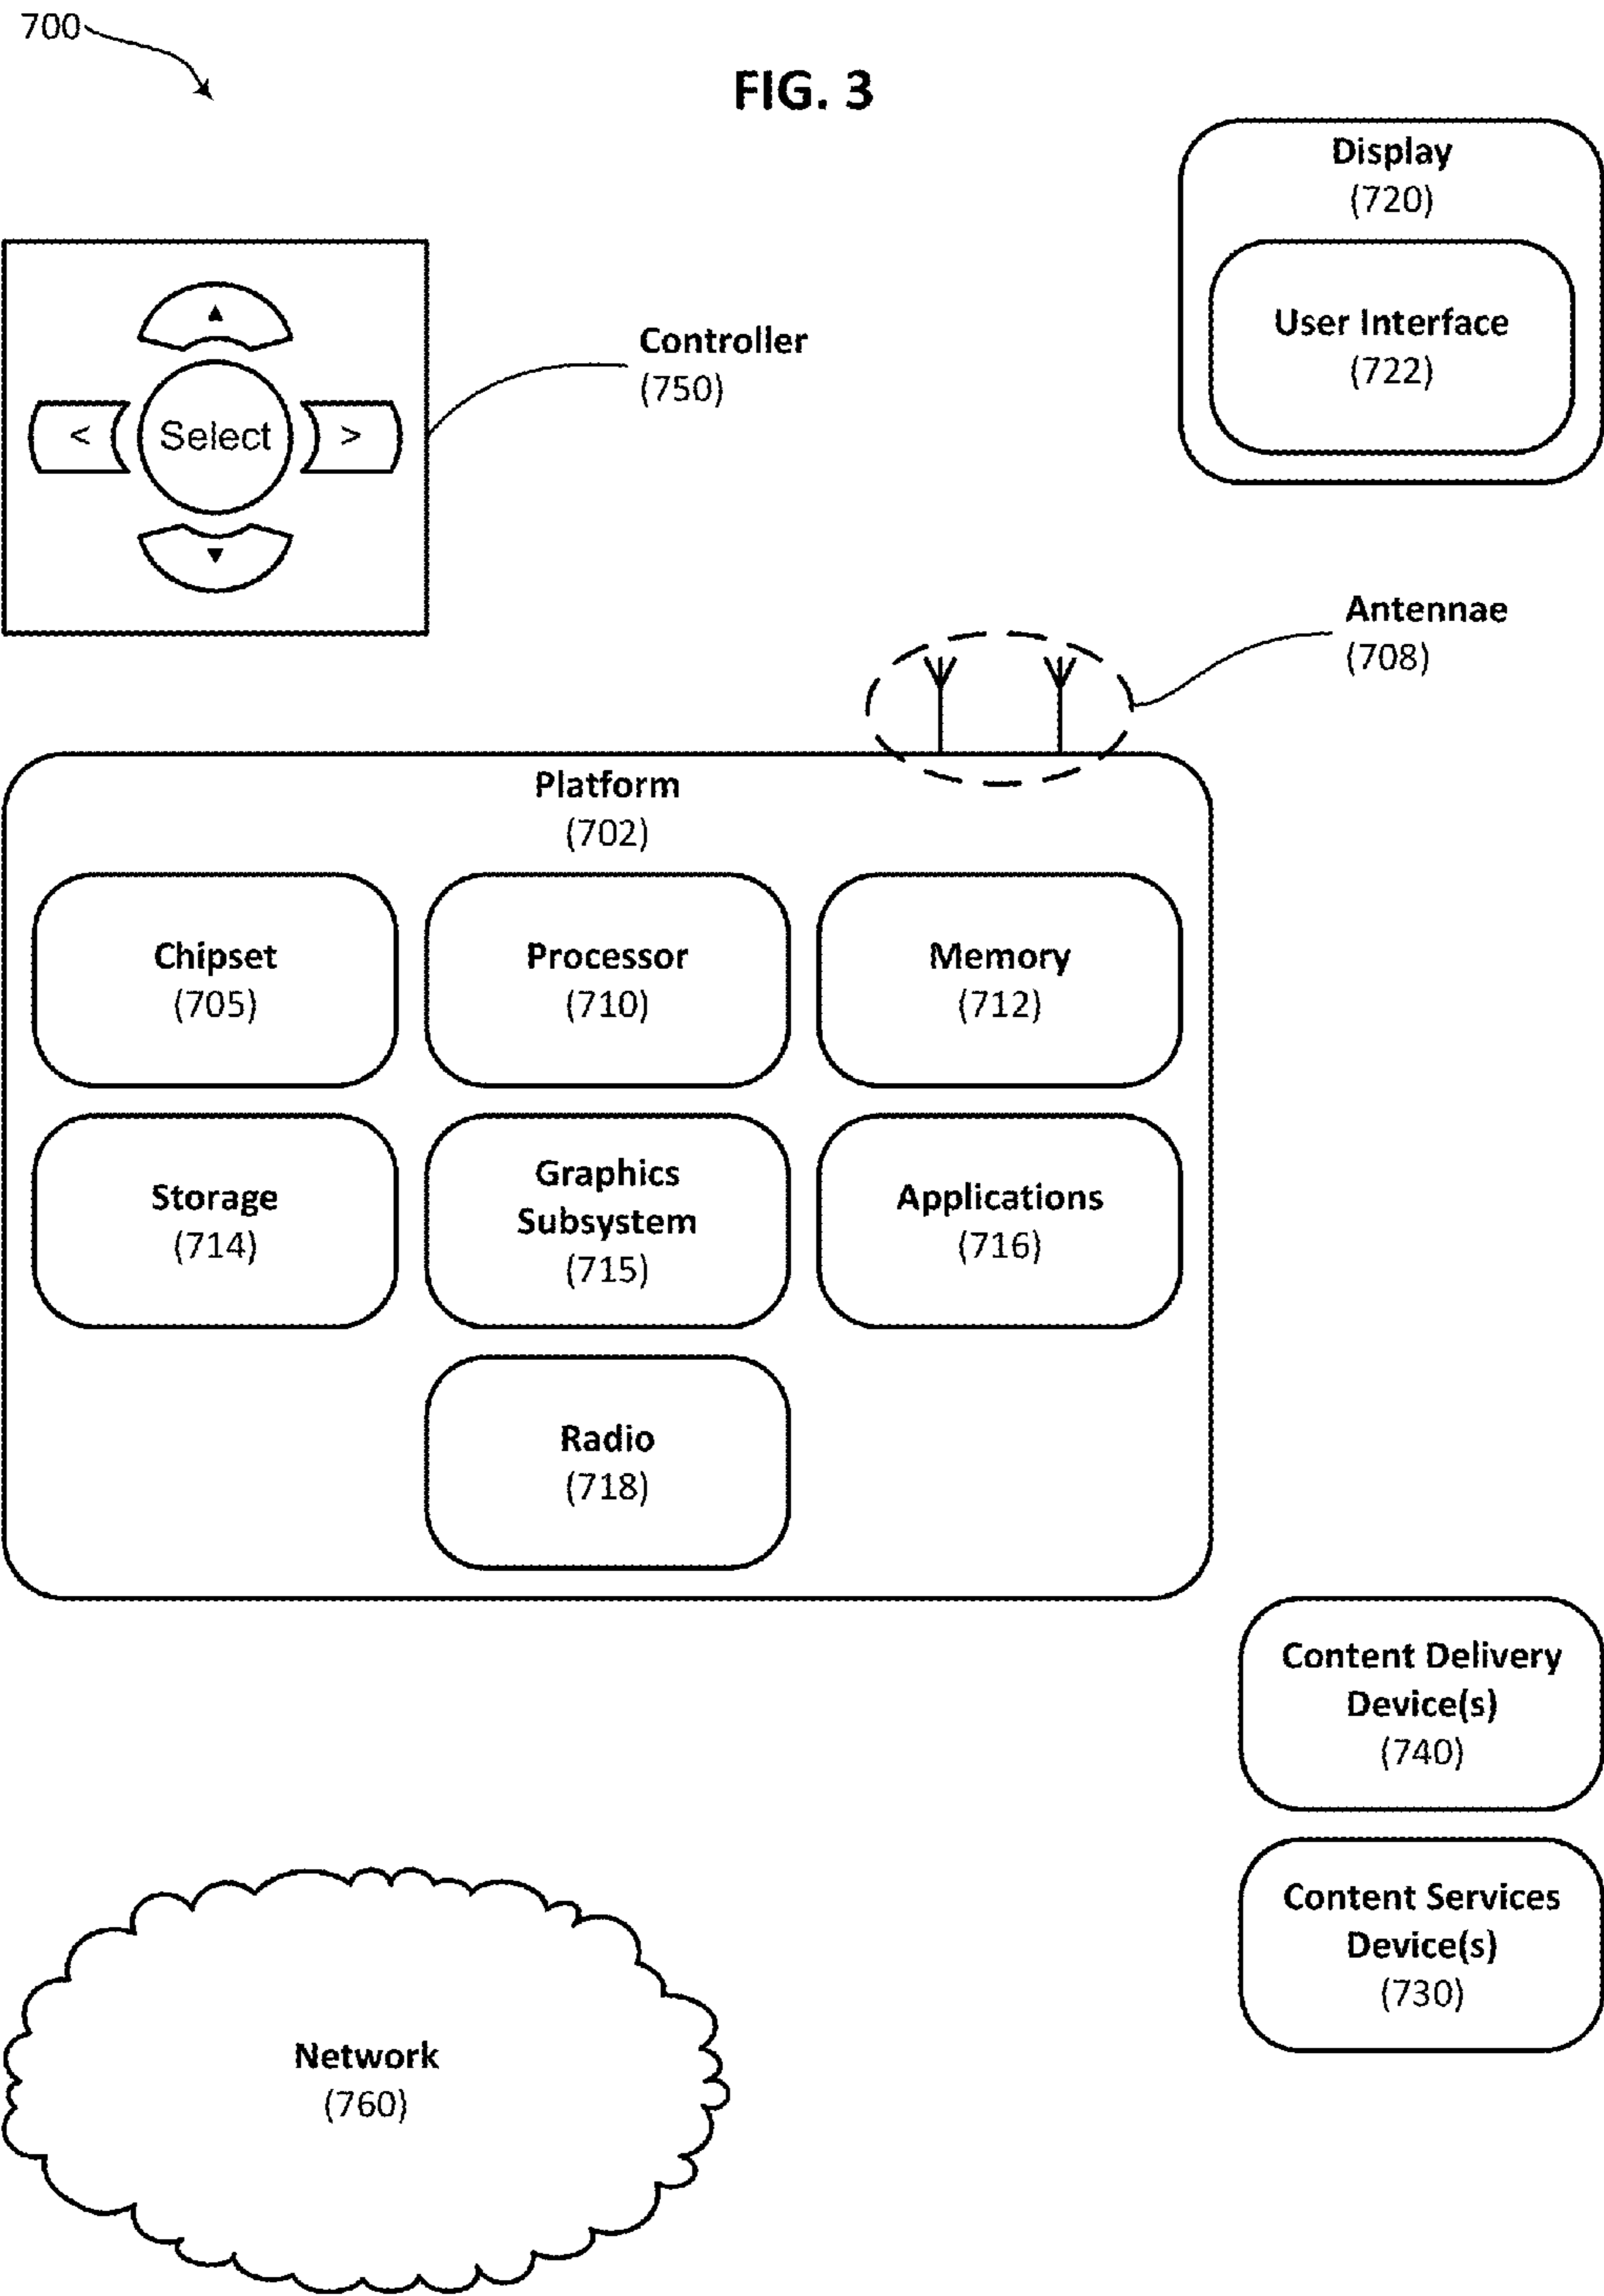 700
FIG. 3
Display
(720)
User Interface
(722)
▲
< Select >
▼
Controller
(750)
Antennae
(708)
Platform
(702)
Chipset
(705)
Processor
(710)
Memory
(712)
Storage
(714)
Graphics
Subsystem
(715)
Applications
(716)
Radio
(718)
Content Delivery
Device(s)
(740)
Content Services
Device(s)
(730)
Network
(760)